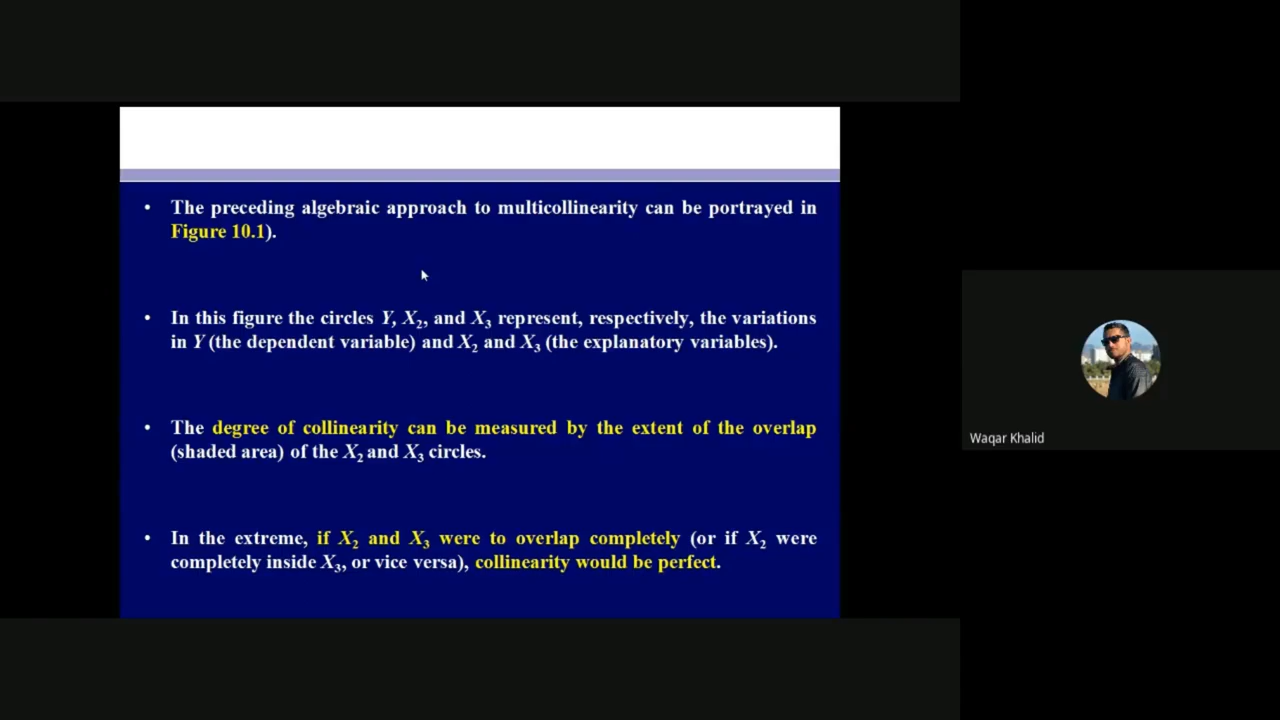 • The preceding algebraic approach to multicollinearity can be portrayed in
Figure 10.1).
• In this figure the circles Y, X₂, and X₃ represent, respectively, the variations
in Y (the dependent variable) and X₂ and X₃ (the explanatory variables).
• The degree of collinearity can be measured by the extent of the overlap
(shaded area) of the X₂ and X₃ circles.
• In the extreme, if X₂ and X₃ were to overlap completely (or if X₂ were
completely inside X₃, or vice versa), collinearity would be perfect.
Waqar Khalid